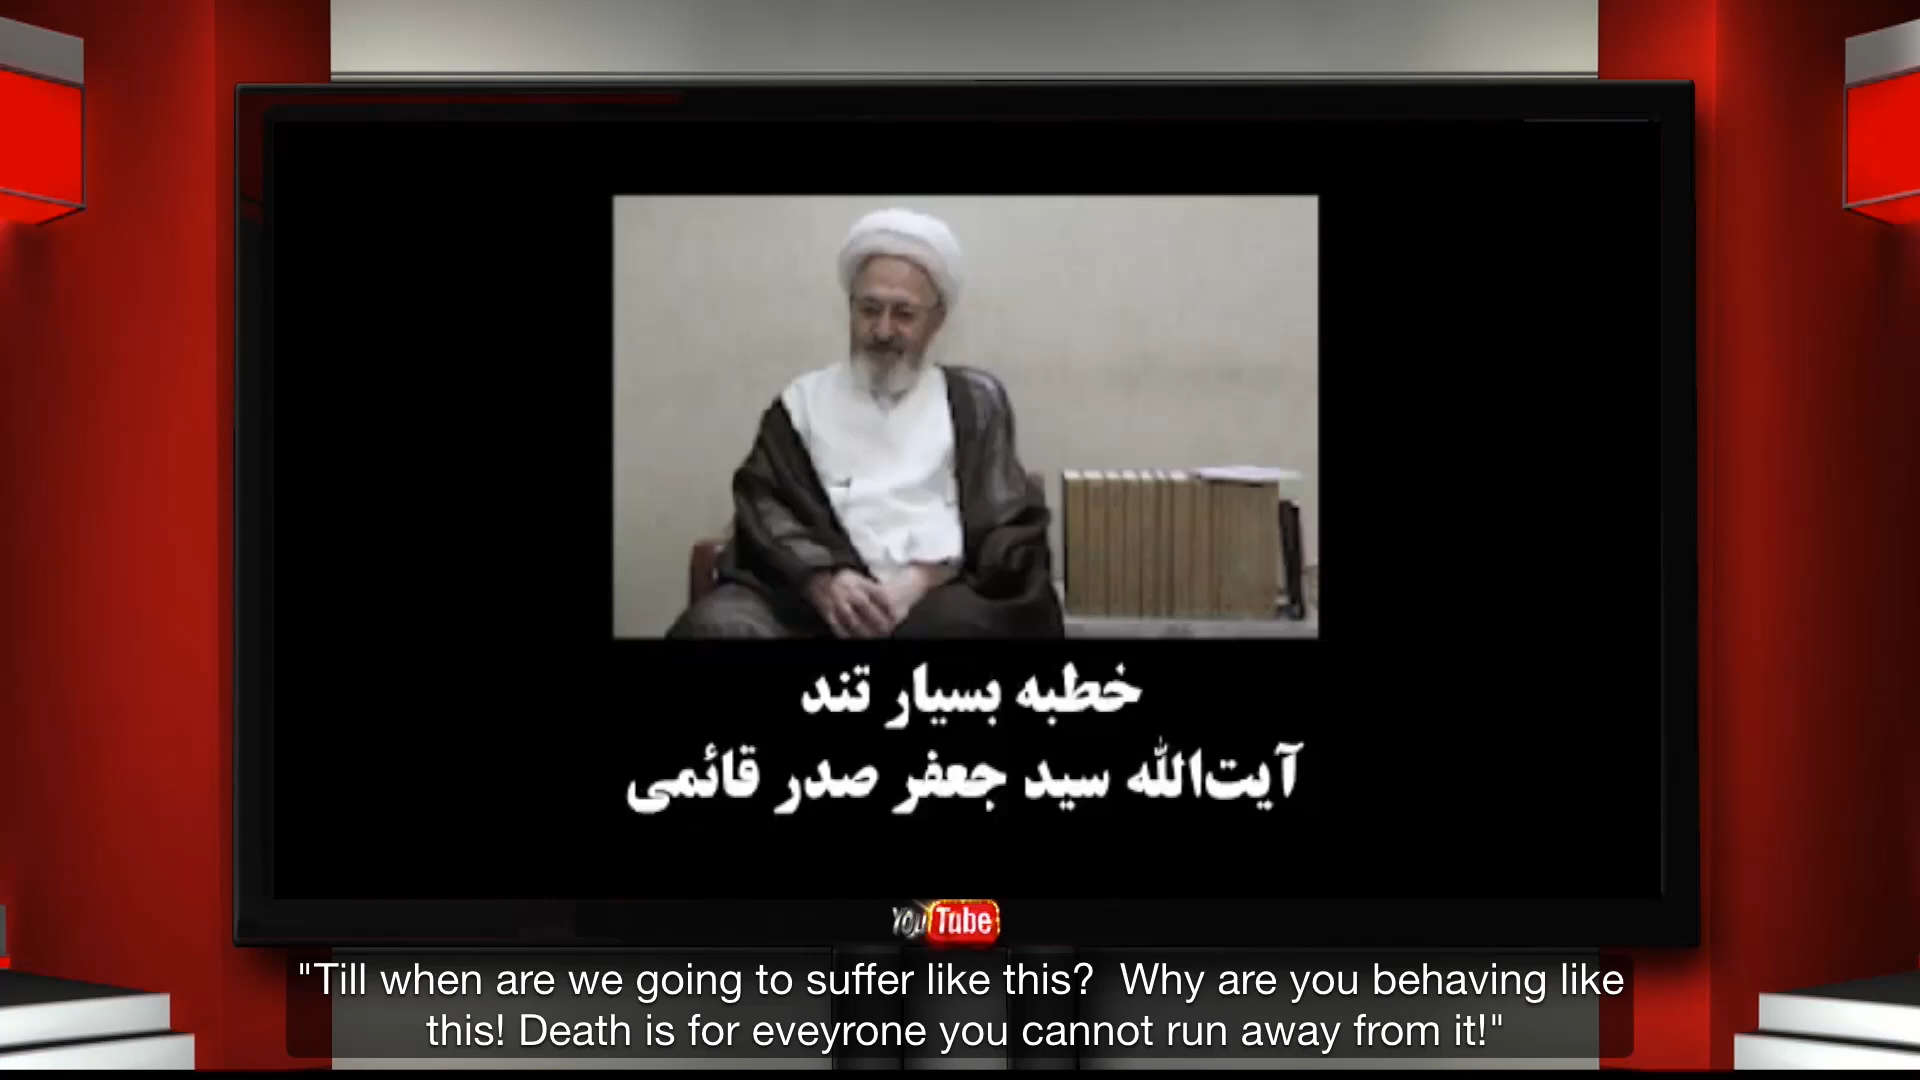 خطبه بسیار تند
آیت‌الله سید جعفر صدر قائمی
YouTube
"Till when are we going to suffer like this?  Why are you behaving like
this! Death is for eveyrone you cannot run away from it!"